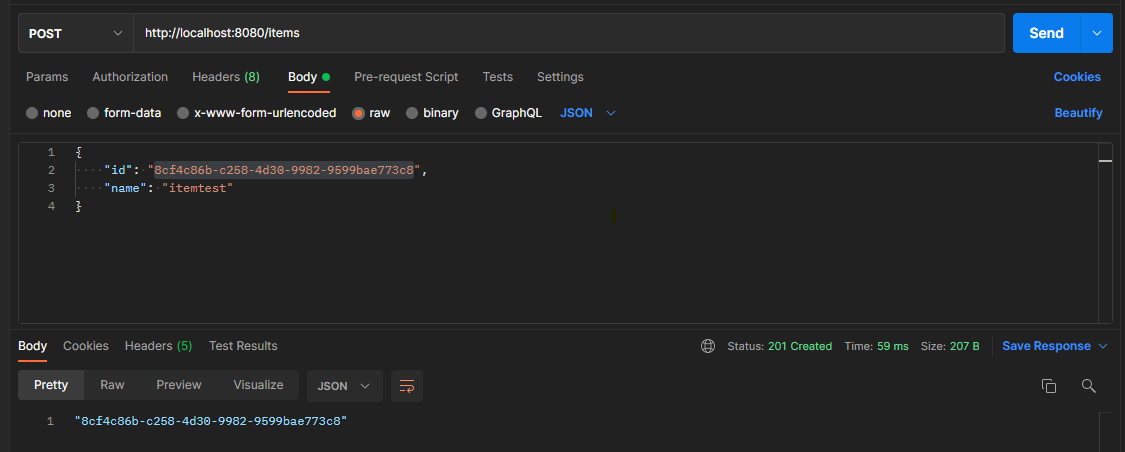 POST http://localhost:8080/items Send
Params Authorization Headers (8) Body Pre-request Script Tests Settings Cookies
none form-data x-www-form-urlencoded raw binary GraphQL JSON Beautify
1 {
2 "id": "8cf4c86b-c258-4d30-9982-9599bae773c8",
3 "name": "itemtest"
4 }
Body Cookies Headers (5) Test Results Status: 201 Created Time: 59 ms Size: 207 B Save Response
Pretty Raw Preview Visualize JSON
1 "8cf4c86b-c258-4d30-9982-9599bae773c8"